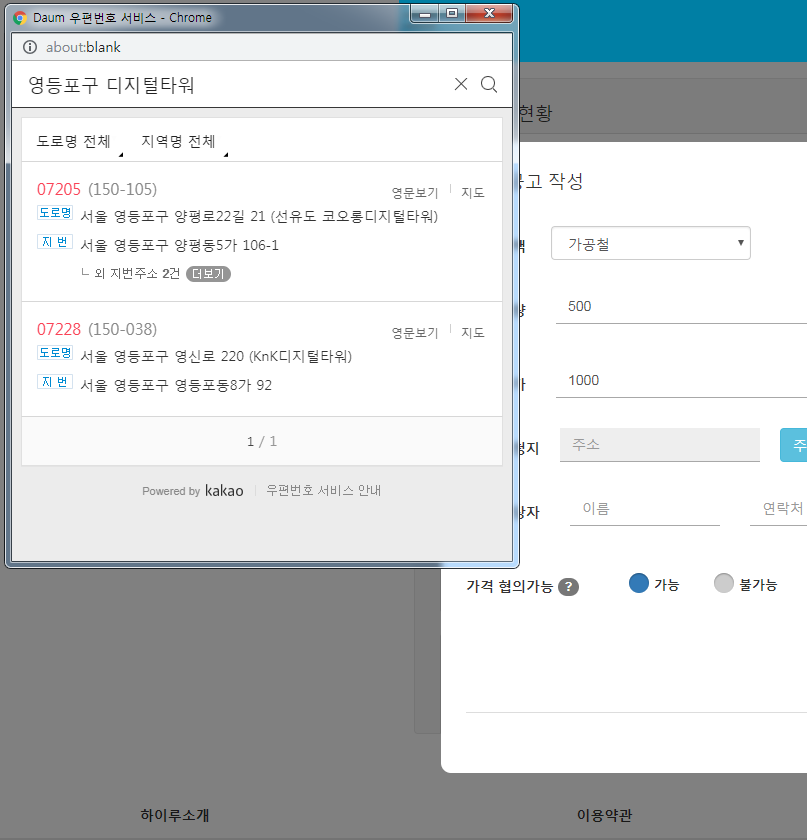 Daum 우편번호 서비스 - Chrome
about:blank
영등포구 디지털타워
도로명 전체 지역명 전체
07205 (150-105) 영문보기 지도
도로명 서울 영등포구 양평로22길 21 (선유도 코오롱디지털타워)
지번 서울 영등포구 양평동5가 106-1
ㄴ 외 지번주소 2건 더보기
07228 (150-038) 영문보기 지도
도로명 서울 영등포구 영신로 220 (KnK디지털타워)
지번 서울 영등포구 영등포동8가 92
1 / 1
Powered by kakao 우편번호 서비스 안내
현황
고 작성
가공철
500
1000
지 주소 주
자 이름 연락처
가격 협의가능 ? 가능 불가능
하이루소개 이용약관